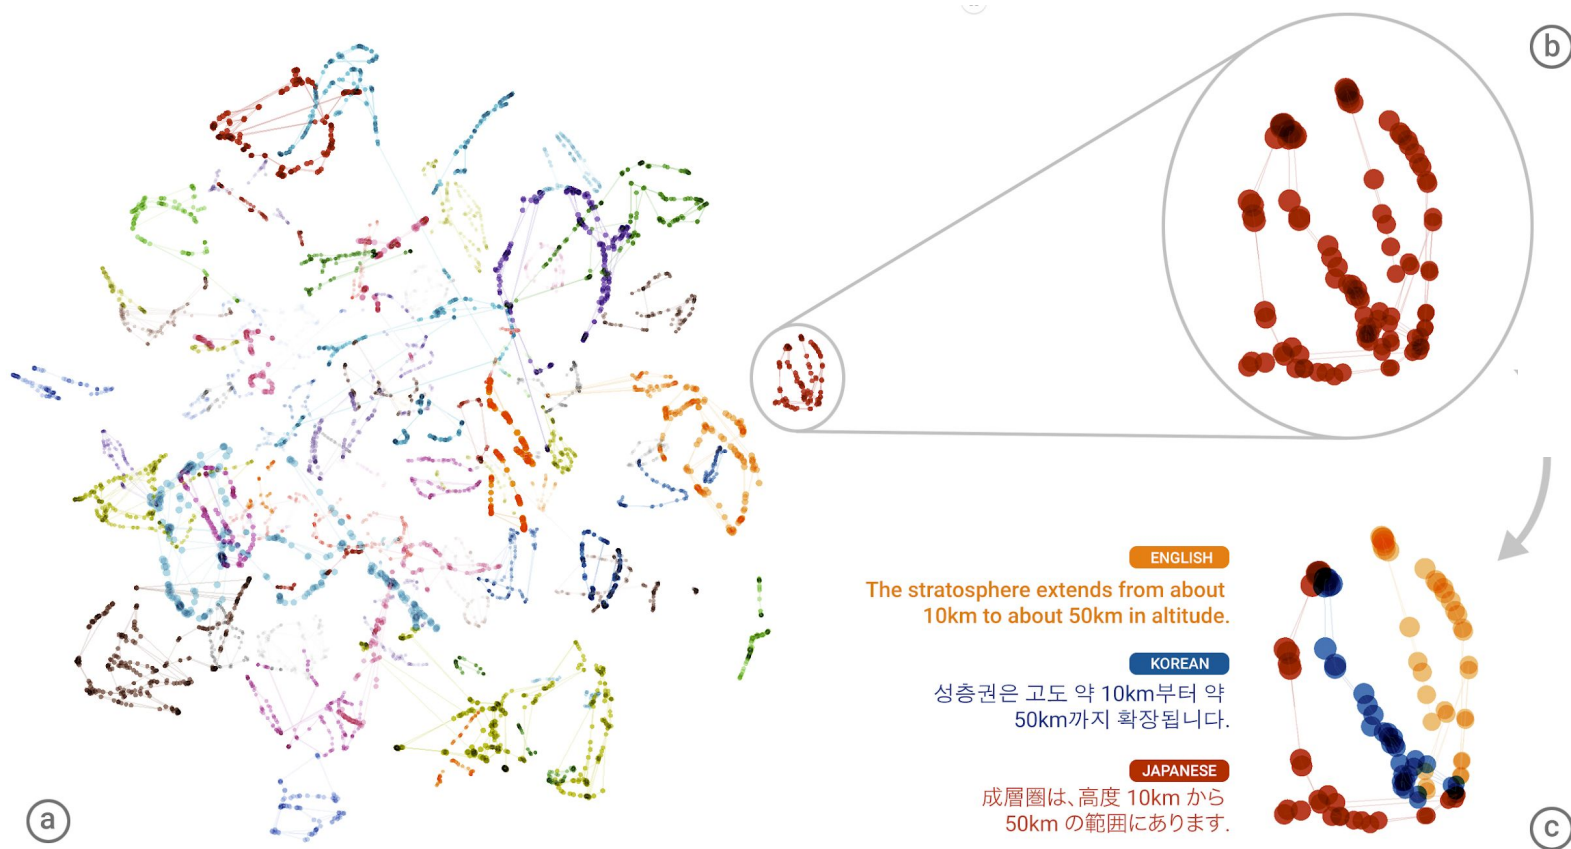 b
ENGLISH
The stratosphere extends from about
10km to about 50km in altitude.
KOREAN
성층권은 고도 약 10km부터 약
50km까지 확장됩니다.
JAPANESE
成層圏は、高度 10km から
50km の範囲にあります.
a
c